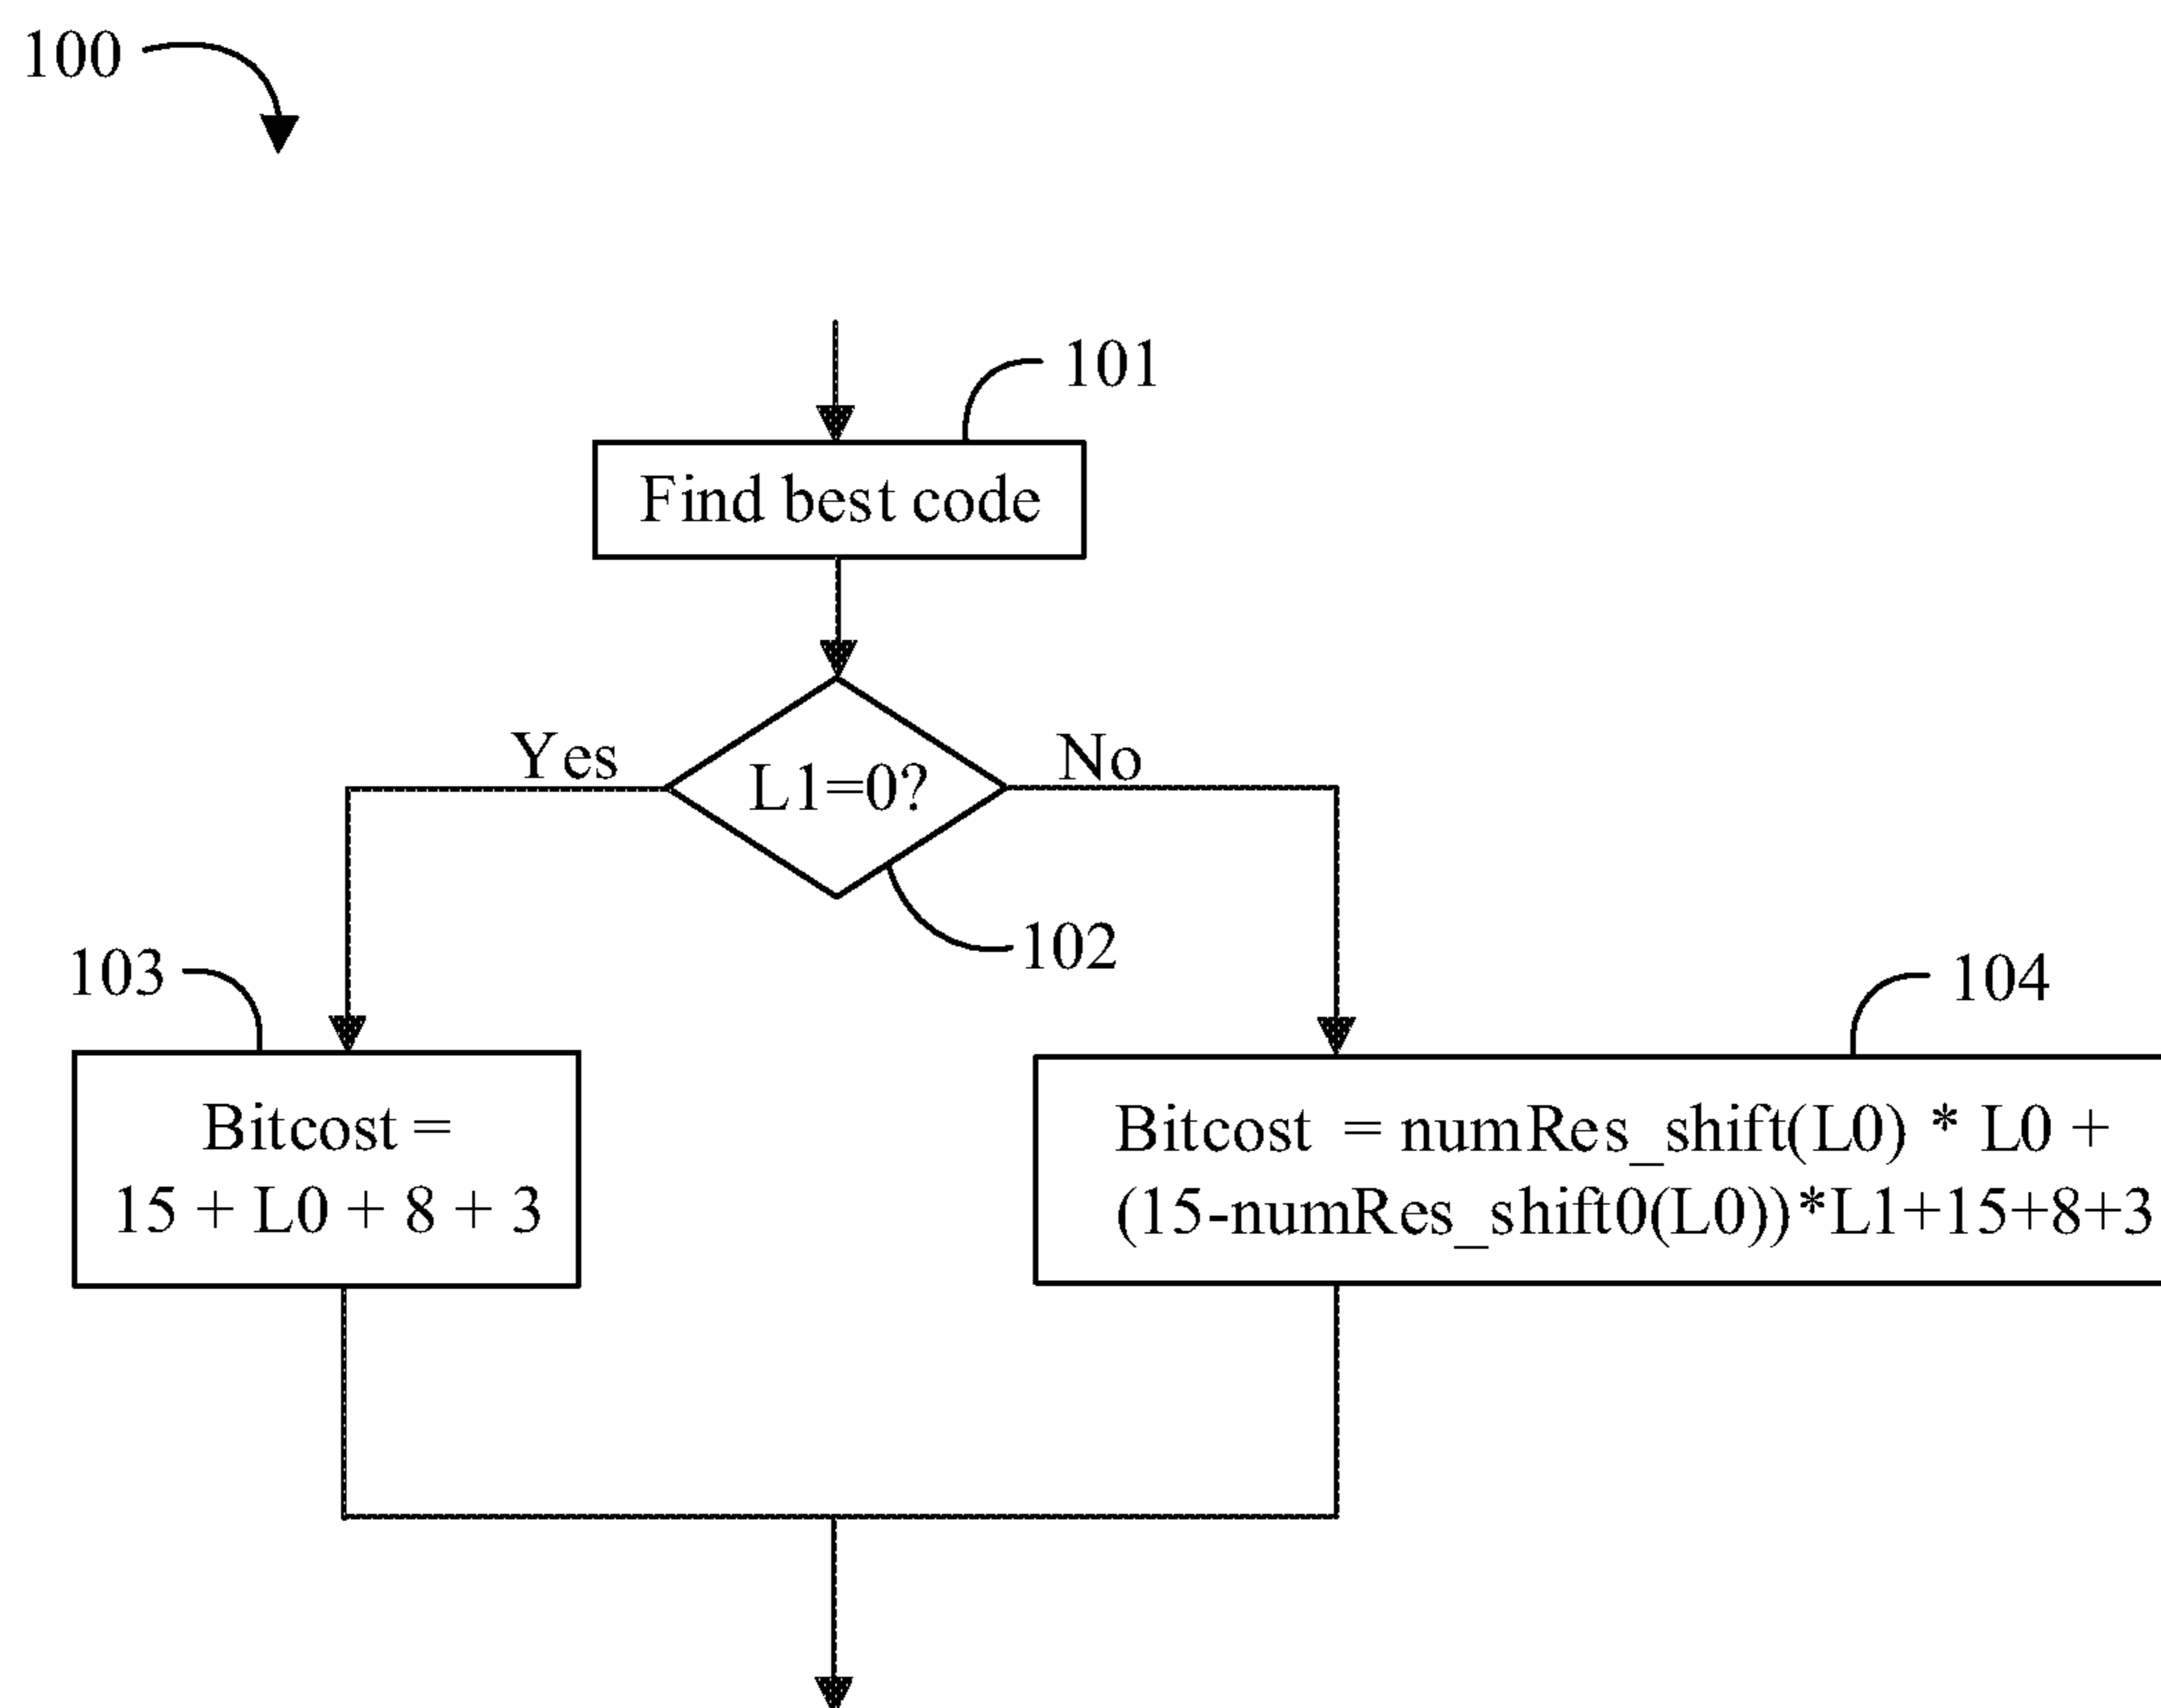 100
101
Find best code
Yes
No
L1=0?
102
103
104
Bitcost =
15 + L0 + 8 + 3
Bitcost = numRes_shift(L0) * L0 +
(15-numRes_shift0(L0))*L1+15+8+3